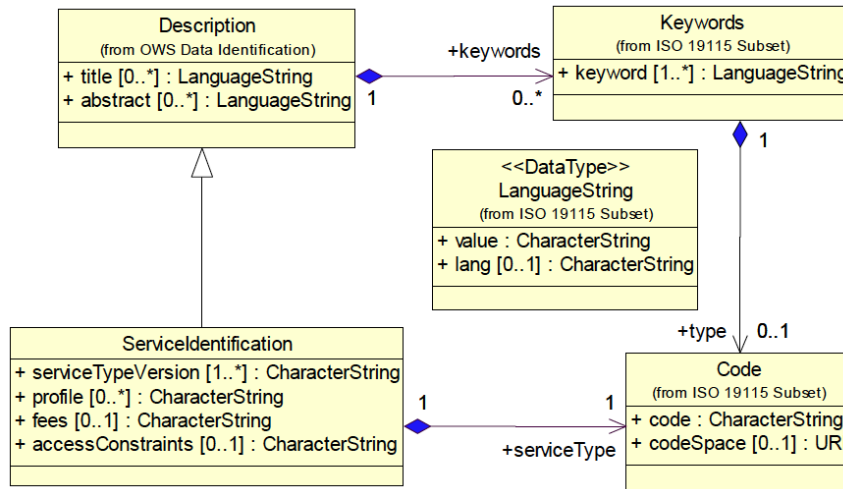 Description
(from OWS Data Identification)
+ title [0..*] : LanguageString
+ abstract [0..*] : LanguageString
1
+keywords
0..*
Keywords
(from ISO 19115 Subset)
+ keyword [1..*] : LanguageString
1
<<DataType>>
LanguageString
(from ISO 19115 Subset)
+ value : CharacterString
+ lang [0..1] : CharacterString
+type
0..1
ServiceIdentification
+ serviceTypeVersion [1..*] : CharacterString
+ profile [0..*] : CharacterString
+ fees [0..1] : CharacterString
+ accessConstraints [0..1] : CharacterString
1
1
+serviceType
Code
(from ISO 19115 Subset)
+ code : CharacterString
+ codeSpace [0..1] : UR